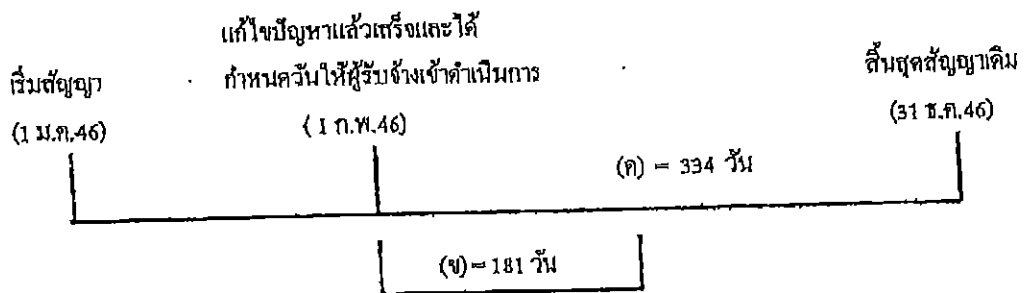 แก้ไขปัญหาแล้วเสร็จและได้
กำหนดวันให้ผู้รับจ้างเข้าดำเนินการ
เริ่มสัญญา
สิ้นสุดสัญญาเดิม
(1 ม.ค.46)
(1 ก.พ.46)
(31 ธ.ค.46)
(ค) = 334 วัน
(ข) = 181 วัน